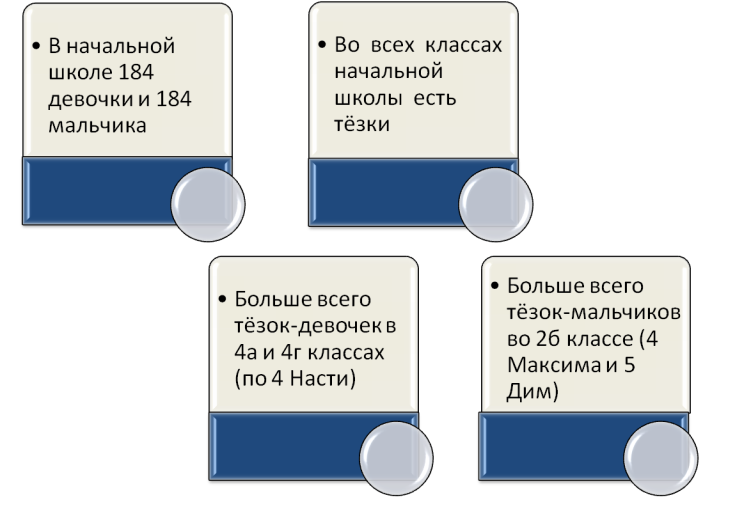 • В начальной
школе 184
девочки и 184
мальчика
• Во всех классах
начальной
школы есть
тёзки
• Больше всего
тёзок-девочек в
4а и 4г классах
(по 4 Насти)
• Больше всего
тёзок-мальчиков
во 2б классе (4
Максима и 5
Дим)